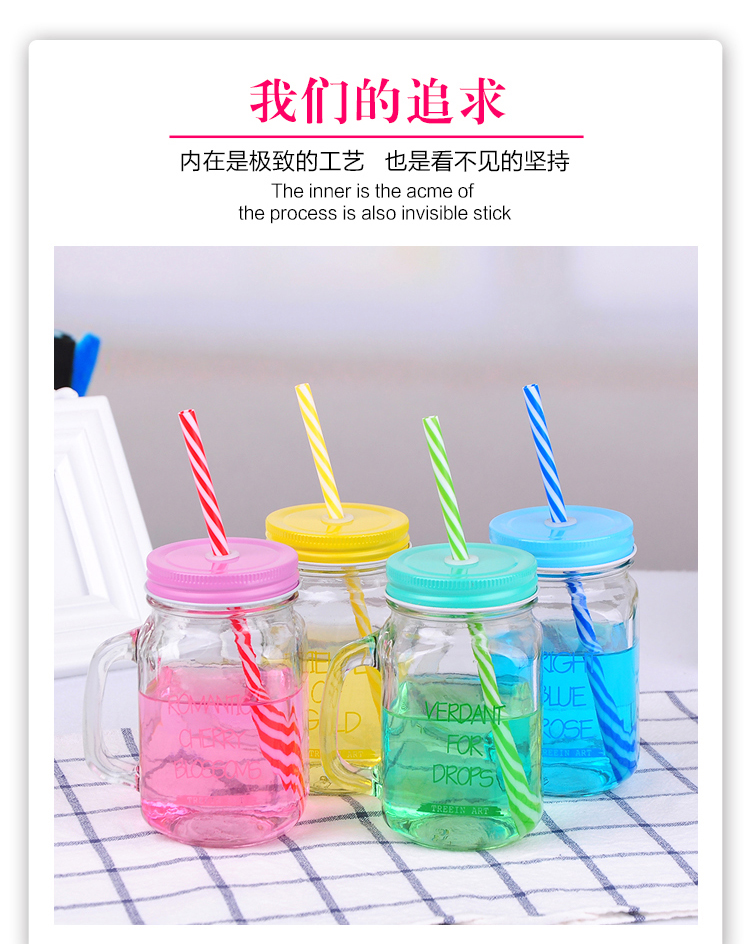 我们的追求
内在是极致的工艺 也是看不见的坚持
The inner is the acme of
the process is also invisible stick
ROMANTIC
CHERRY
BLOSSOMS
GOLD
TREEIN ART
VERDANT
FOR
DROPS
TREEIN ART
BLUE
ROSE
TREEIN ART